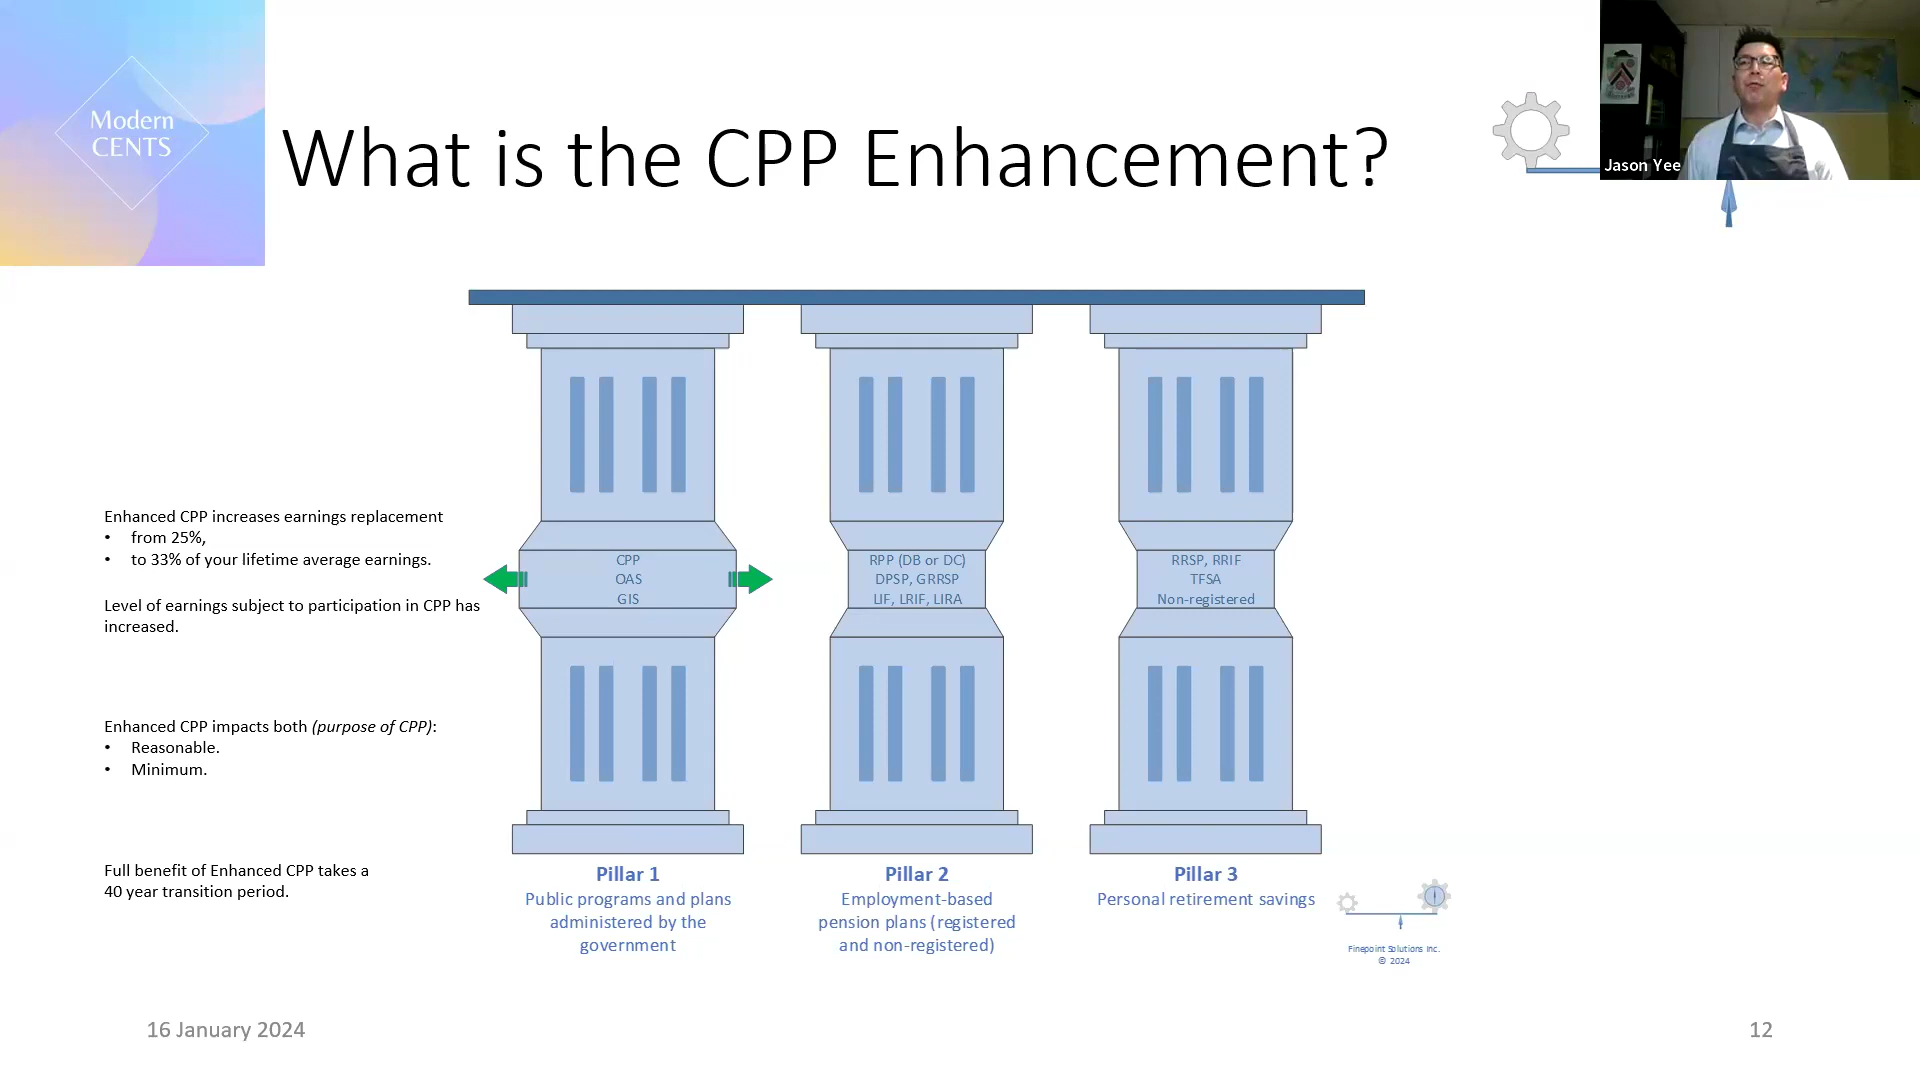 Modern
CENTS
What is the CPP Enhancement?
Jason Yee
Enhanced CPP increases earnings replacement
• from 25%,
• to 33% of your lifetime average earnings.
Level of earnings subject to participation in CPP has
increased.
Enhanced CPP impacts both (purpose of CPP):
• Reasonable.
• Minimum.
Full benefit of Enhanced CPP takes a
40 year transition period.
CPP
OAS
GIS
RPP (DB or DC)
DPSP, GRRSP
LIF, LRIF, LIRA
RRSP, RRIF
TFSA
Non-registered
Pillar 1
Public programs and plans
administered by the
government
Pillar 2
Employment-based
pension plans (registered
and non-registered)
Pillar 3
Personal retirement savings
Finepoint Solutions Inc.
© 2024
16 January 2024
12